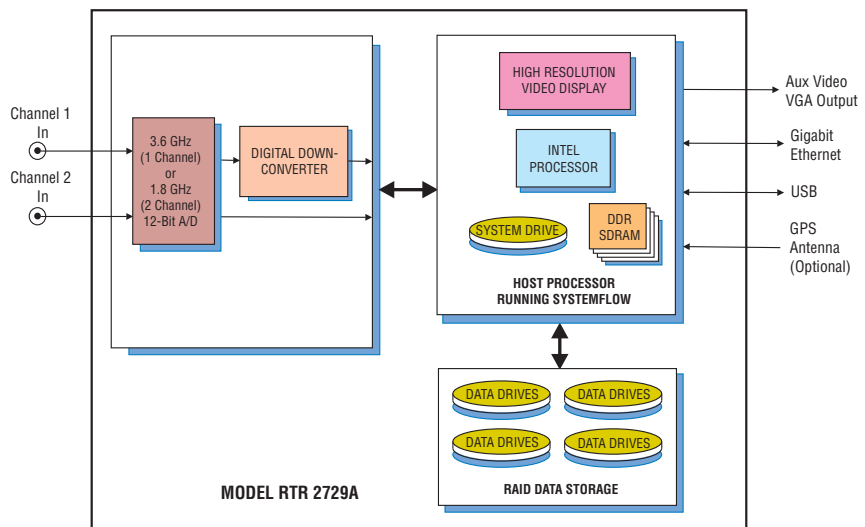 Channel 1
In
Channel 2
In
3.6 GHz
(1 Channel)
or
1.8 GHz
(2 Channel)
12-Bit A/D
DIGITAL DOWN-
CONVERTER
HIGH RESOLUTION
VIDEO DISPLAY
INTEL
PROCESSOR
SYSTEM DRIVE
DDR
SDRAM
HOST PROCESSOR
RUNNING SYSTEMFLOW
Aux Video
VGA Output
Gigabit
Ethernet
USB
GPS
Antenna
(Optional)
DATA DRIVES
DATA DRIVES
DATA DRIVES
DATA DRIVES
RAID DATA STORAGE
MODEL RTR 2729A